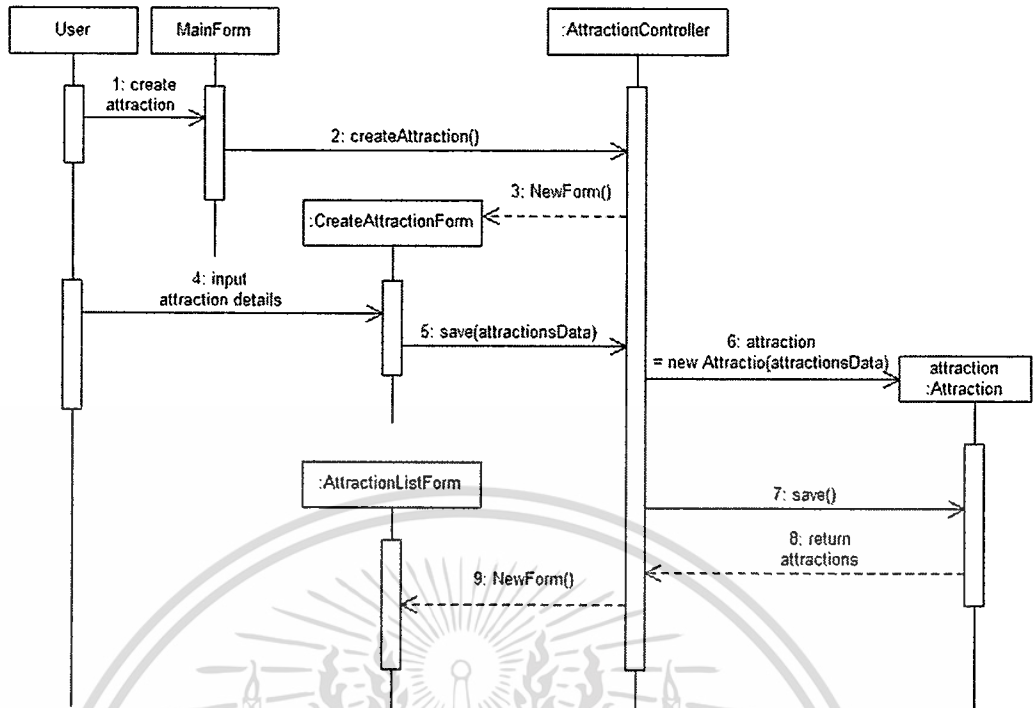 User
MainForm
:AttractionController
1: create
attraction
2: createAttraction()
3: NewForm()
:CreateAttractionForm
4: input
attraction details
5: save(attractionsData)
6: attraction
= new Attractio(attractionsData)
attraction
:Attraction
:AttractionListForm
7: save()
8: return
attractions
9: NewForm()